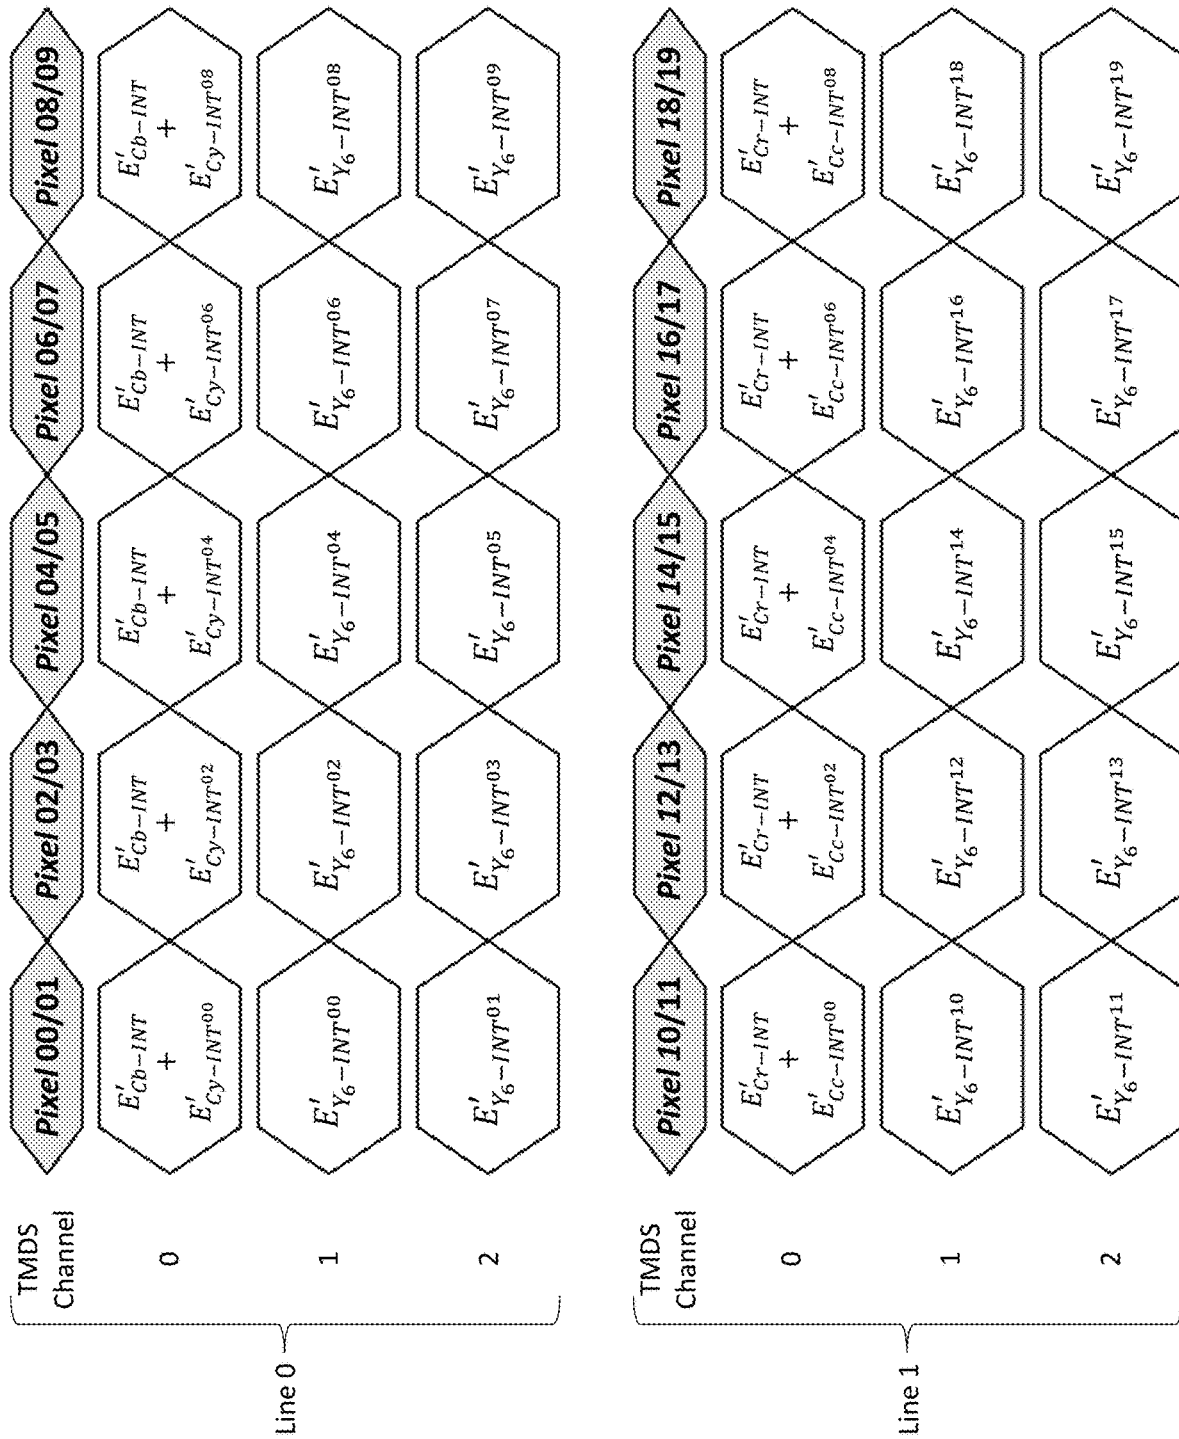 Line 0
TMDS Channel
Pixel 00/01 Pixel 02/03 Pixel 04/05 Pixel 06/07 Pixel 08/09
0
E'Cb−INT + E'Cy−INT⁰⁰
E'Cb−INT + E'Cy−INT⁰²
E'Cb−INT + E'Cy−INT⁰⁴
E'Cb−INT + E'Cy−INT⁰⁶
E'Cb−INT + E'Cy−INT⁰⁸
1
E'Y₆−INT⁰⁰
E'Y₆−INT⁰²
E'Y₆−INT⁰⁴
E'Y₆−INT⁰⁶
E'Y₆−INT⁰⁸
2
E'Y₆−INT⁰¹
E'Y₆−INT⁰³
E'Y₆−INT⁰⁵
E'Y₆−INT⁰⁷
E'Y₆−INT⁰⁹
Line 1
TMDS Channel
Pixel 10/11 Pixel 12/13 Pixel 14/15 Pixel 16/17 Pixel 18/19
0
E'Cr−INT + E'Cc−INT⁰⁰
E'Cr−INT + E'Cc−INT⁰²
E'Cr−INT + E'Cc−INT⁰⁴
E'Cr−INT + E'Cc−INT⁰⁶
E'Cr−INT + E'Cc−INT⁰⁸
1
E'Y₆−INT¹⁰
E'Y₆−INT¹²
E'Y₆−INT¹⁴
E'Y₆−INT¹⁶
E'Y₆−INT¹⁸
2
E'Y₆−INT¹¹
E'Y₆−INT¹³
E'Y₆−INT¹⁵
E'Y₆−INT¹⁷
E'Y₆−INT¹⁹